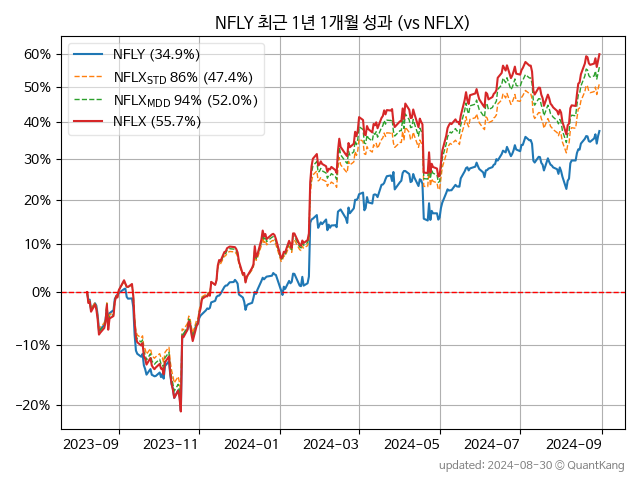 NFLY 최근 1년 1개월 성과 (vs NFLX)
NFLY (34.9%)
NFLX_STD 86% (47.4%)
NFLX_MDD 94% (52.0%)
NFLX (55.7%)
60%
50%
40%
30%
20%
10%
0%
−10%
−20%
2023-09 2023-11 2024-01 2024-03 2024-05 2024-07 2024-09
updated: 2024-08-30 © QuantKang